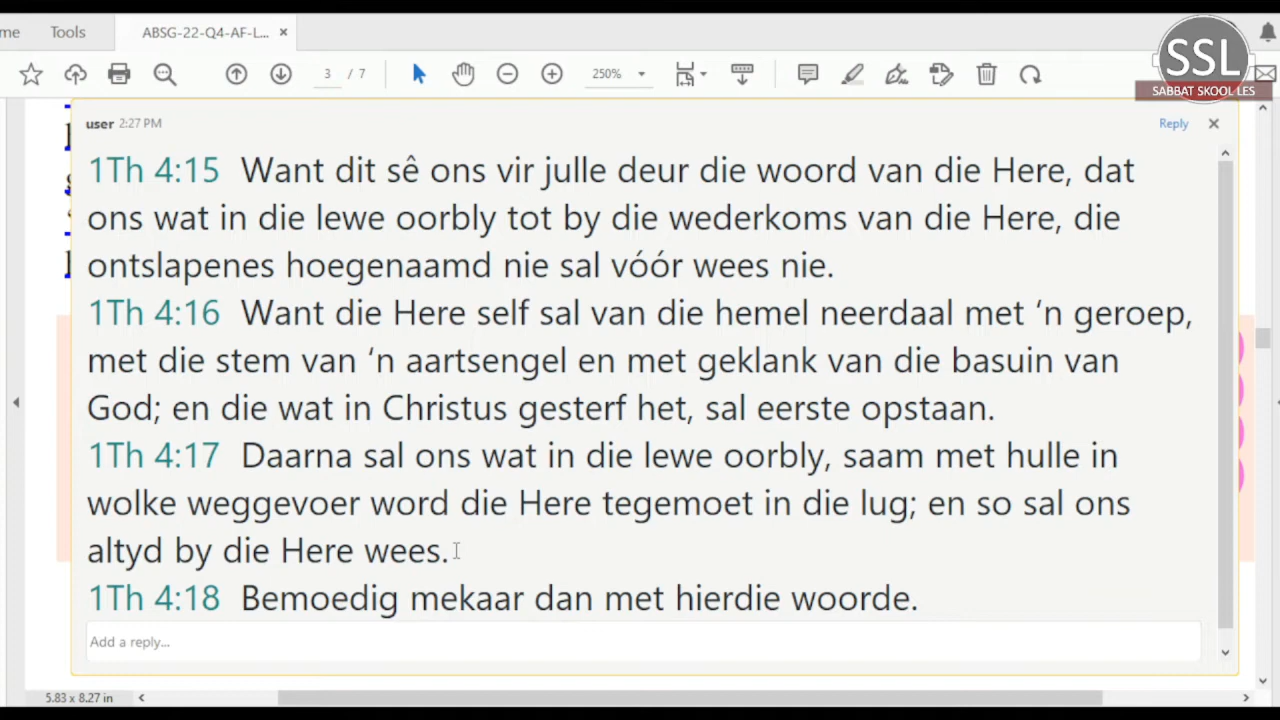 me Tools ABSG-22-Q4-AF-L... ×
SSL
SABBAT SKOOL LES
3 / 7 250%
user 2:27 PM Reply
1Th 4:15 Want dit sê ons vir julle deur die woord van die Here, dat
ons wat in die lewe oorbly tot by die wederkoms van die Here, die
ontslapenes hoegenaamd nie sal vóór wees nie.
1Th 4:16 Want die Here self sal van die hemel neerdaal met ‘n geroep,
met die stem van ‘n aartsengel en met geklank van die basuin van
God; en die wat in Christus gesterf het, sal eerste opstaan.
1Th 4:17 Daarna sal ons wat in die lewe oorbly, saam met hulle in
wolke weggevoer word die Here tegemoet in die lug; en so sal ons
altyd by die Here wees.
1Th 4:18 Bemoedig mekaar dan met hierdie woorde.
Add a reply...
5.83 x 8.27 in